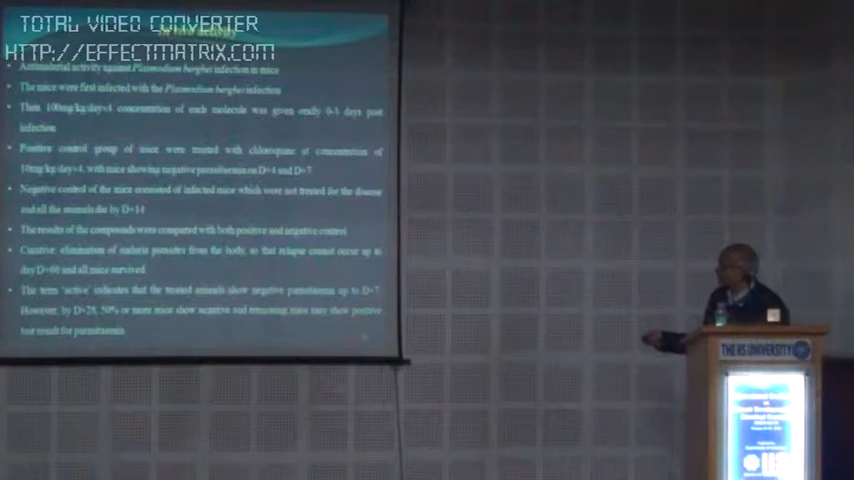 TOTAL VIDEO CONVERTER
HTTP://EFFECTMATRIX.COM
In vivo activity
• Antimalarial activity against Plasmodium berghei infection in mice
• The mice were first infected with the Plasmodium berghei infection
• Then 100mg/kg/day×4 concentration of each molecule was given orally 0-3 days post
infection
• Positive control group of mice were treated with chloroquine at concentration of
10mg/kg/day×4, with mice showing negative parasitaemia on D+4 and D+7
• Negative control of the mice consisted of infected mice which were not treated for the disease
and all the animals die by D+14
• The results of the compounds were compared with both positive and negative control
• Curative: elimination of malaria parasites from the body, so that relapse cannot occur up to
day D+60 and all mice survived
• The term 'active' indicates that the treated animals show negative parasitaemia up to D+7.
However, by D+28, 50% or more mice show negative and remaining mice may show positive
test result for parasitaemia
THE IIS UNIVERSITY